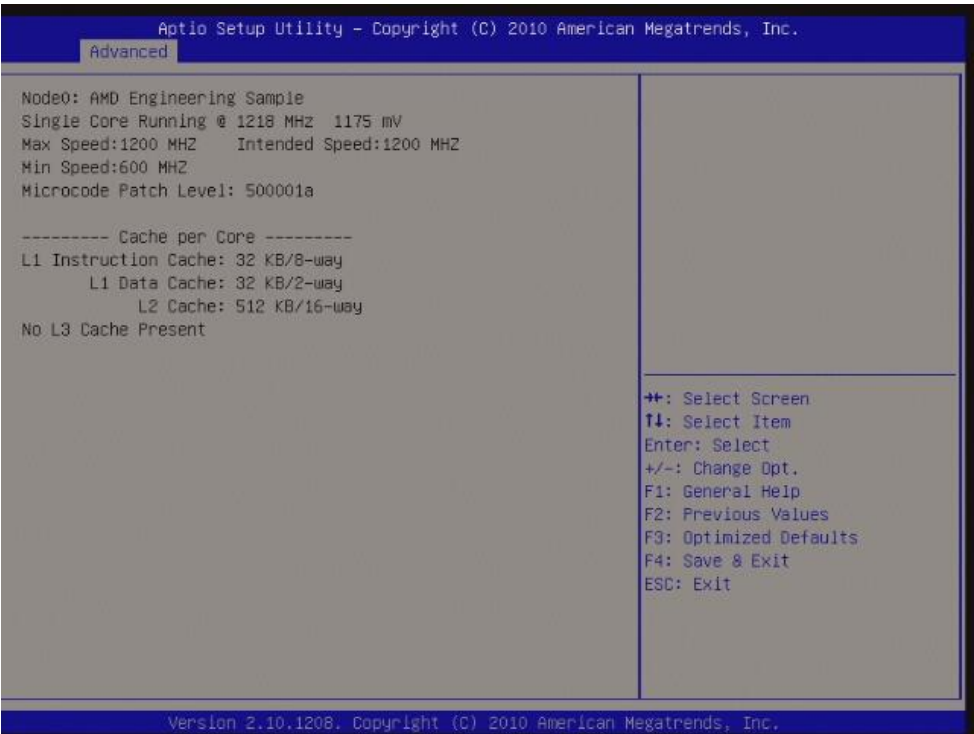 Aptio Setup Utility – Copyright (C) 2010 American Megatrends, Inc.
Advanced
Node0: AMD Engineering Sample
Single Core Running @ 1218 MHz 1175 mV
Max Speed:1200 MHZ Intended Speed:1200 MHZ
Min Speed:600 MHZ
Microcode Patch Level: 500001a
--------- Cache per Core ---------
L1 Instruction Cache: 32 KB/8-way
L1 Data Cache: 32 KB/2-way
L2 Cache: 512 KB/16-way
No L3 Cache Present
→←: Select Screen
↑↓: Select Item
Enter: Select
+/-: Change Opt.
F1: General Help
F2: Previous Values
F3: Optimized Defaults
F4: Save & Exit
ESC: Exit
Version 2.10.1208. Copyright (C) 2010 American Megatrends, Inc.